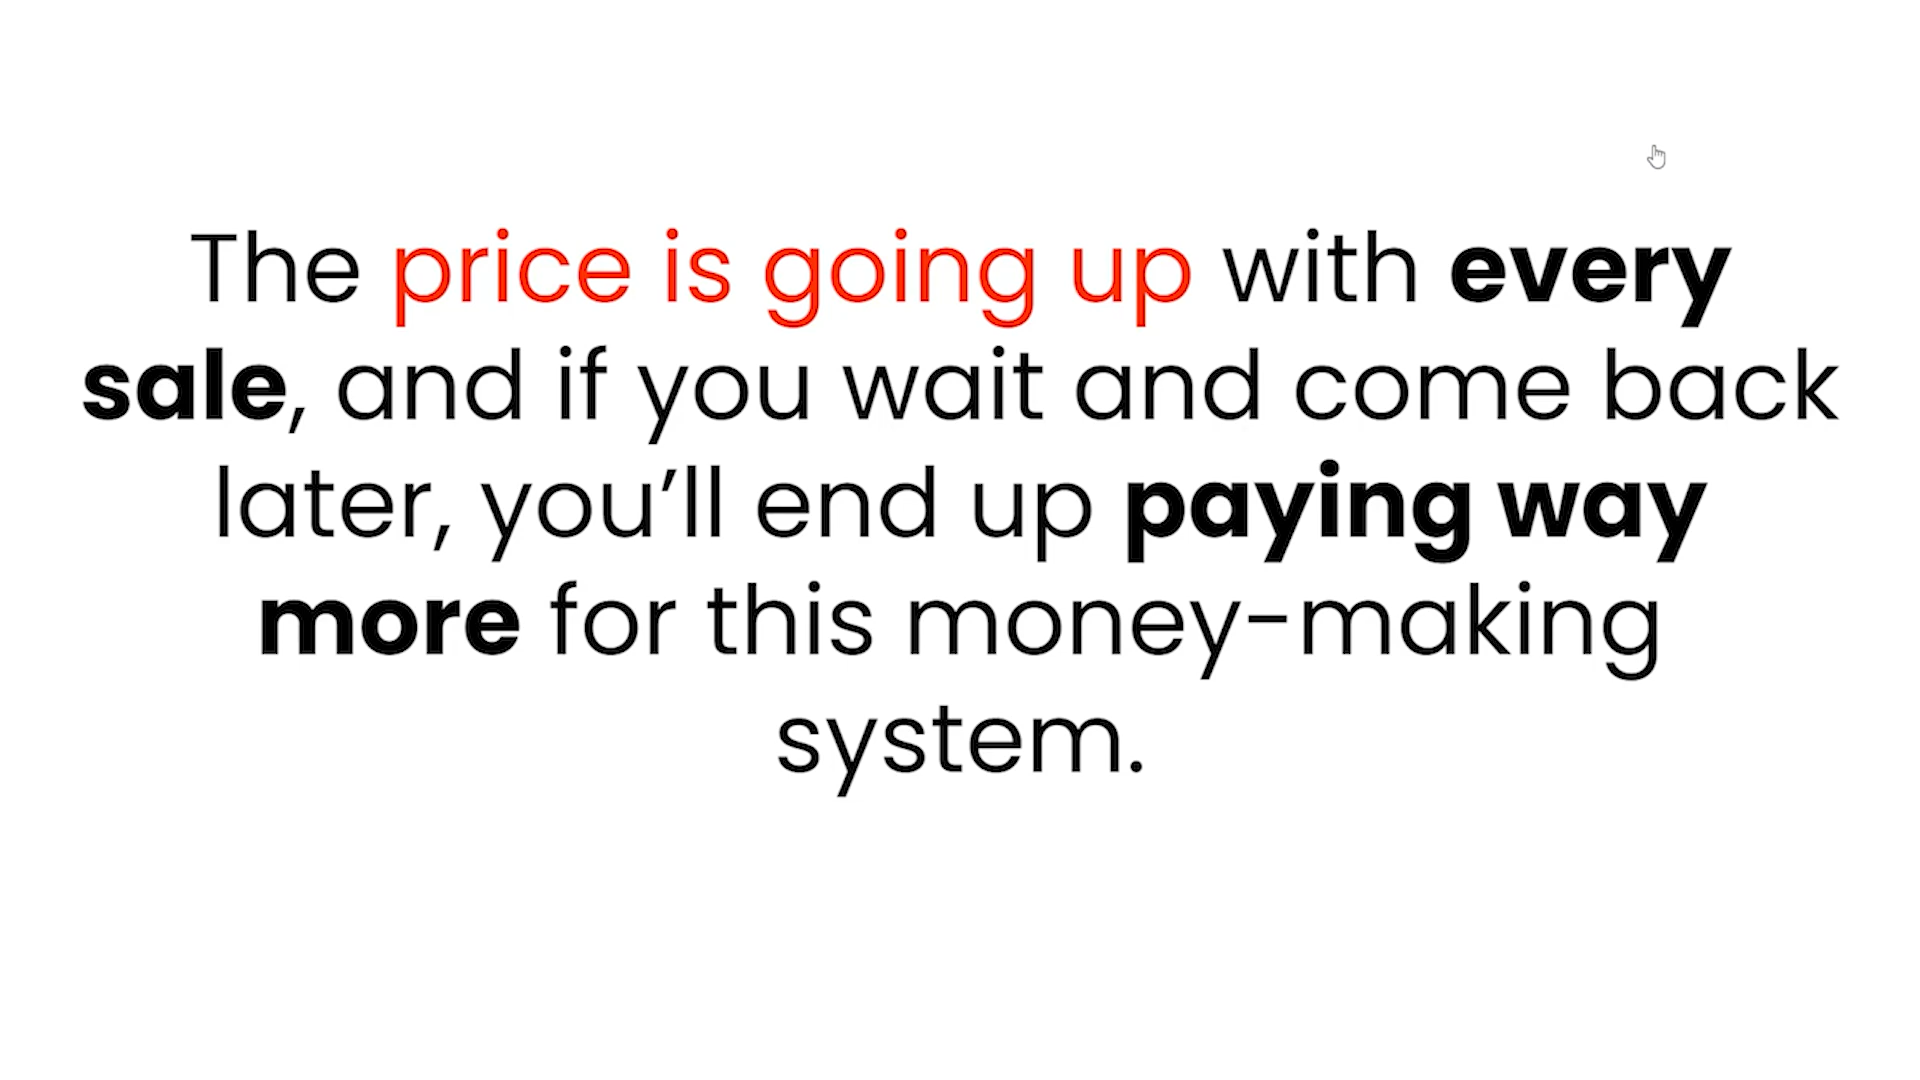 The price is going up with every
sale, and if you wait and come back
later, you’ll end up paying way
more for this money-making
system.